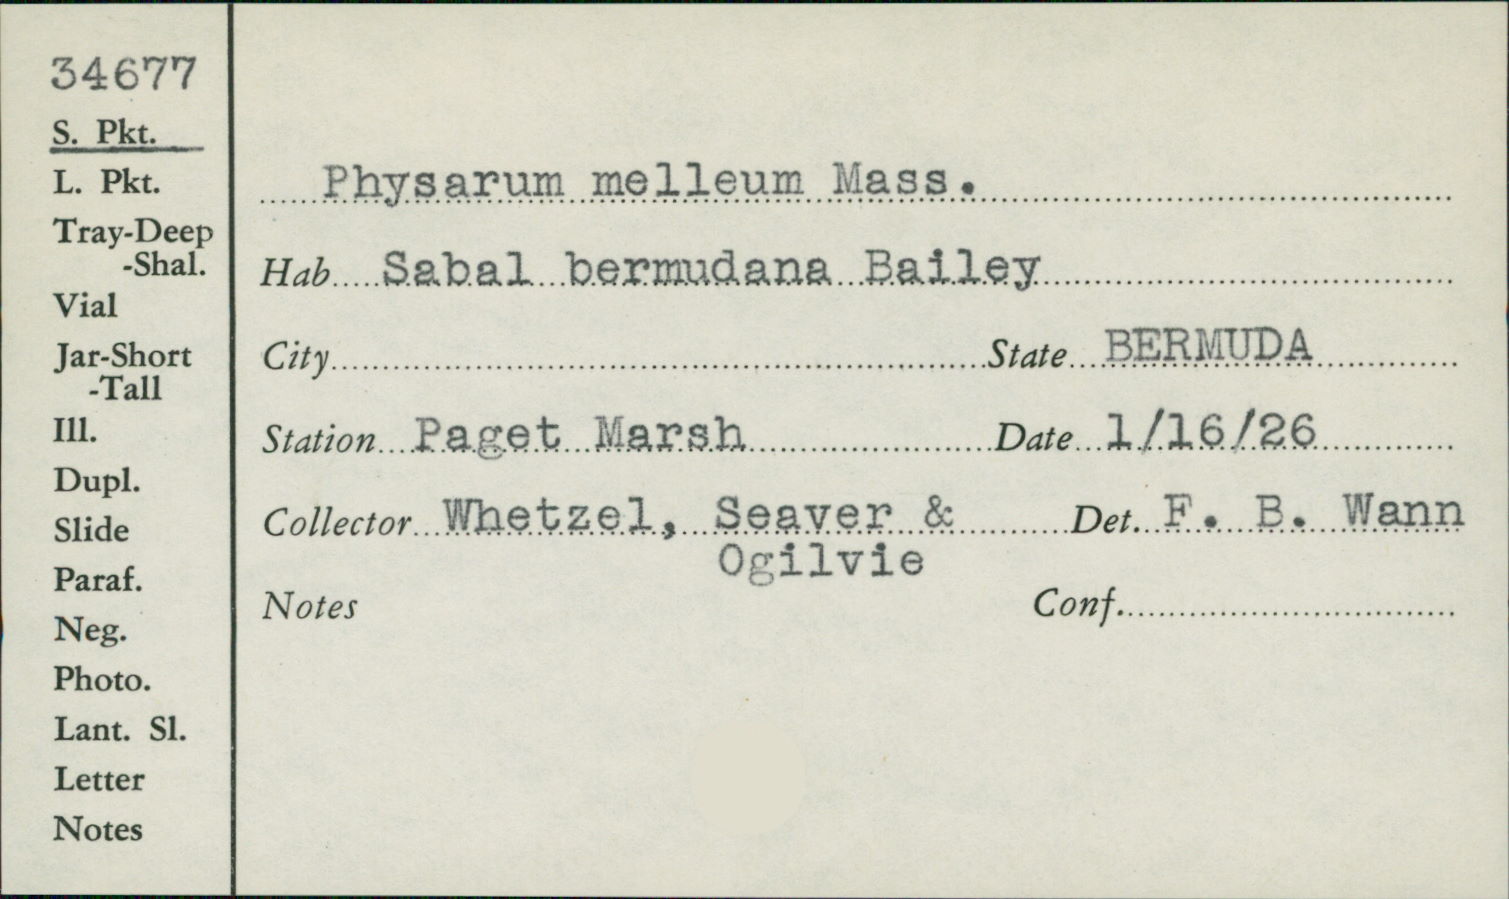 34677
S. Pkt.
L. Pkt.
Tray-Deep
-Shal.
Vial
Jar-Short
-Tall
Ill.
Dupl.
Slide
Paraf.
Neg.
Photo.
Lant. Sl.
Letter
Notes
Physarum melleum Mass.
Hab Sabal bermudana Bailey
City State BERMUDA
Station Paget Marsh Date 1/16/26
Collector Whetzel, Seaver & Det. F. B. Wann
Ogilvie
Notes Conf.